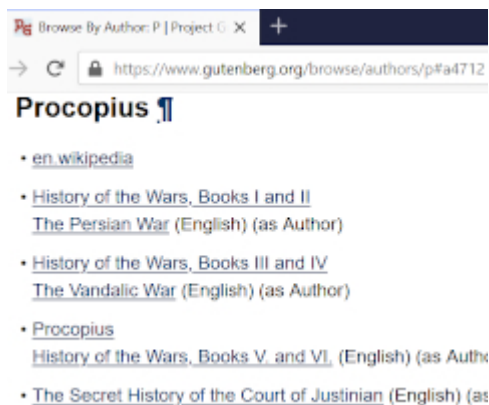 Browse By Author: P | Project G
https://www.gutenberg.org/browse/authors/p#a4712
Procopius ¶
• en.wikipedia
• History of the Wars, Books I and II
The Persian War (English) (as Author)
• History of the Wars, Books III and IV
The Vandalic War (English) (as Author)
• Procopius
History of the Wars, Books V. and VI. (English) (as Autho
• The Secret History of the Court of Justinian (English) (as